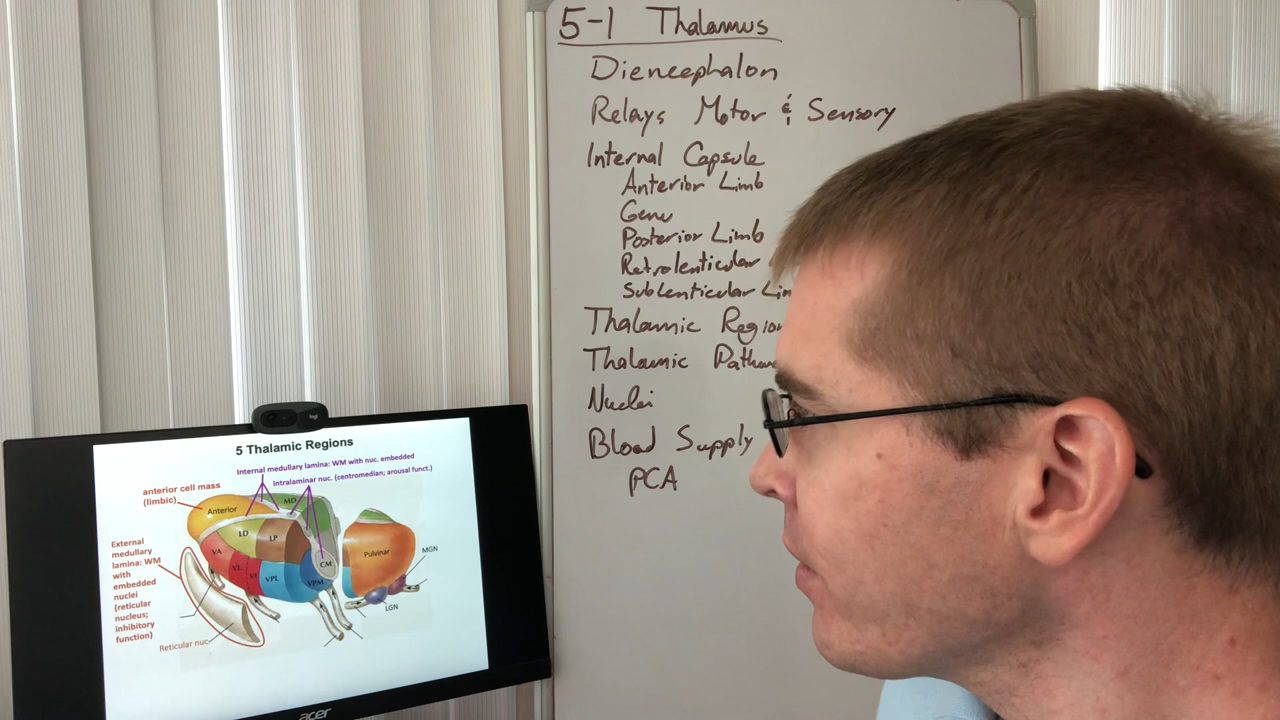 5-1 Thalamus
Diencephalon
Relays Motor & Sensory
Internal Capsule
Anterior Limb
Genu
Posterior Limb
Retrolenticular
Sublenticular
Thalamic
Thalamic
Nuclei
Blood Supply
PCA
logi
5 Thalamic Regions
Internal medullary lamina: WM with nuc. embedded
Intralaminar nuc. (centromedian; arousal funct.)
anterior cell mass
(limbic)
Anterior
MD
LD
LP
VA
VL
VPL
VPM
CM
Pulvinar
MGN
LGN
External
medullary
lamina: WM
with
embedded
nuclei
(reticular
nucleus;
inhibitory
function)
Reticular nuc.
acer